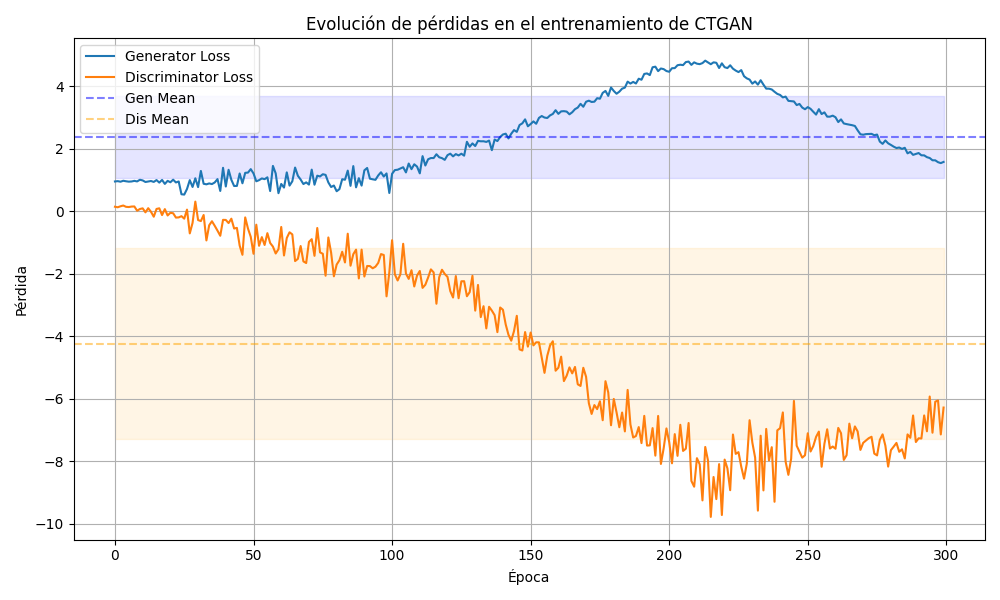 Evolución de pérdidas en el entrenamiento de CTGAN
Generator Loss
Discriminator Loss
Gen Mean
Dis Mean
Pérdida
4
2
0
−2
−4
−6
−8
−10
0 50 100 150 200 250 300
Época